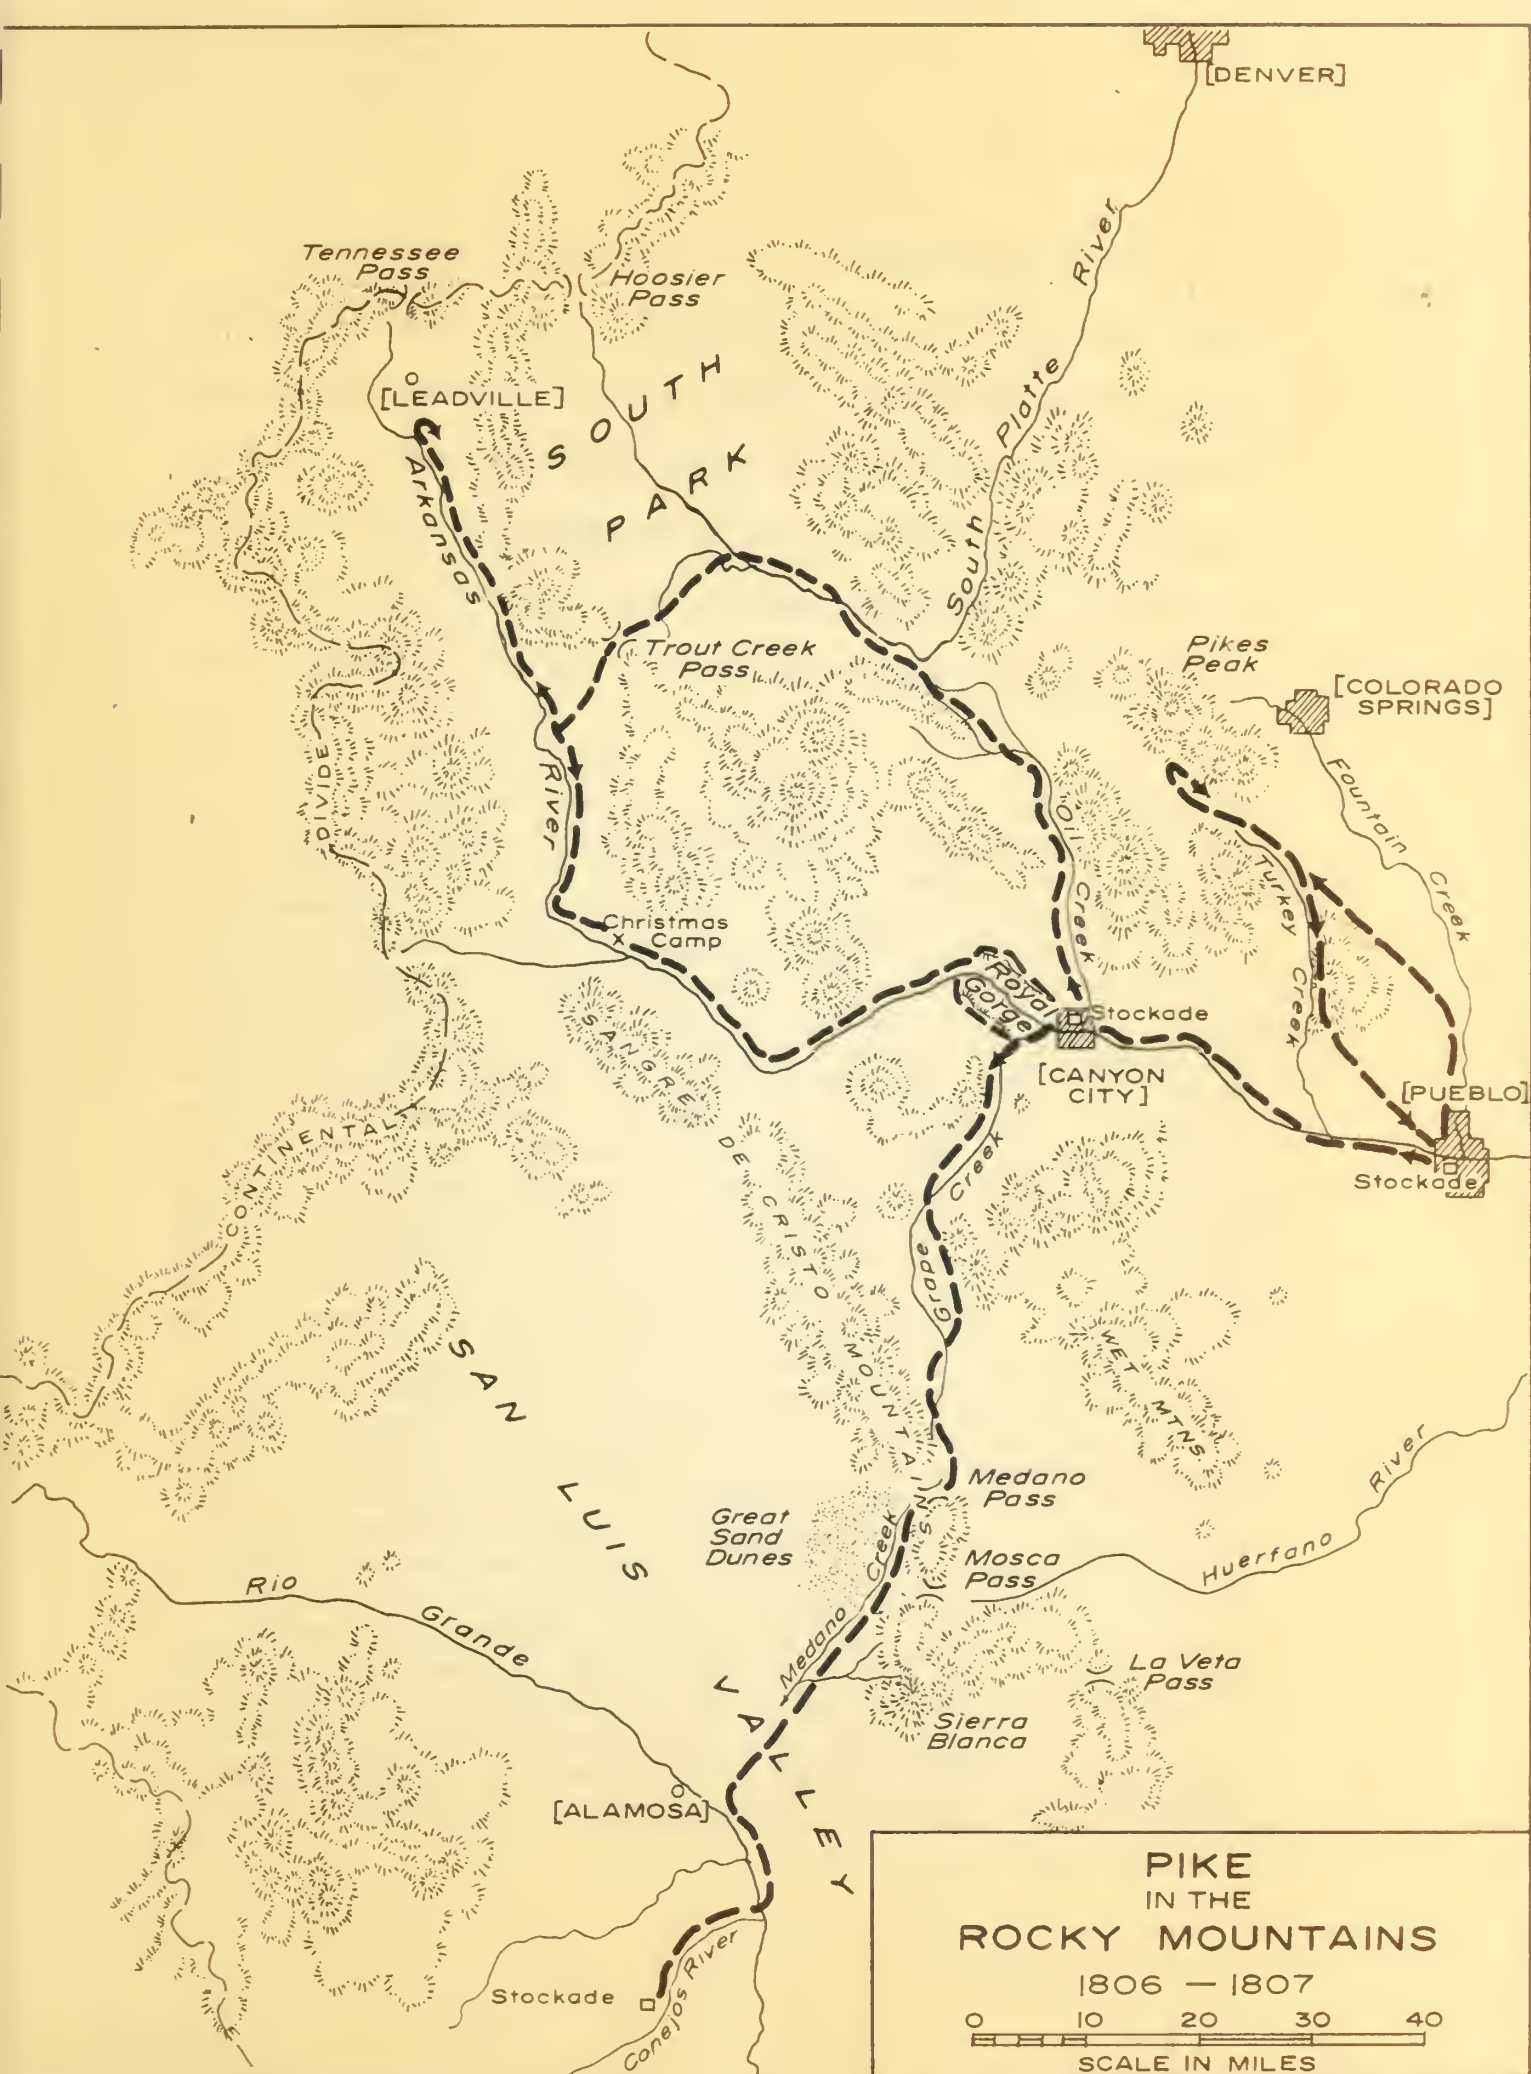 [DENVER]
Tennessee
Pass
Hoosier
Pass
South Platte River
[LEADVILLE]
SOUTH
PARK
Arkansas River
Trout Creek
Pass
Pikes
Peak
[COLORADO
SPRINGS]
Fountain Creek
Turkey Creek
Oil Creek
CONTINENTAL DIVIDE
Christmas
Camp
x
Royal
Gorge
Stockade
[CANYON
CITY]
[PUEBLO]
Stockade
SANGRE DE CRISTO MOUNTAINS
Grape Creek
WET MTNS
SAN LUIS VALLEY
Medano
Pass
Great
Sand
Dunes
Medano Creek
Mosca
Pass
Huerfano River
Rio Grande
La Veta
Pass
Sierra
Blanca
[ALAMOSA]
Stockade
Conejos River
PIKE
IN THE
ROCKY MOUNTAINS
1806 — 1807
0 10 20 30 40
SCALE IN MILES